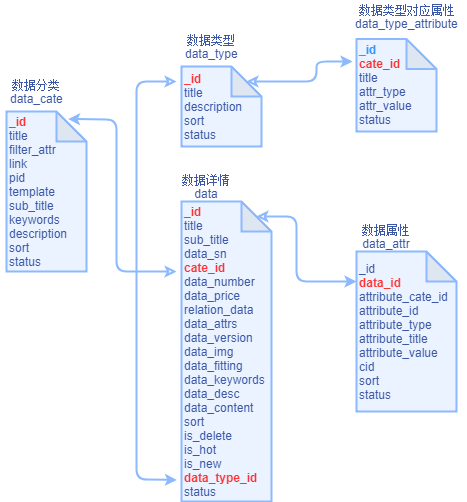 数据分类
data_cate
_id
title
filter_attr
link
pid
template
sub_title
keywords
description
sort
status
数据类型
data_type
_id
title
description
sort
status
数据类型对应属性
data_type_attribute
_id
cate_id
title
attr_type
attr_value
status
数据详情
data
_id
title
sub_title
data_sn
cate_id
data_number
data_price
relation_data
data_attrs
data_version
data_img
data_fitting
data_keywords
data_desc
data_content
sort
is_delete
is_hot
is_new
data_type_id
status
数据属性
data_attr
_id
data_id
attribute_cate_id
attribute_id
attribute_type
attribute_title
attribute_value
cid
sort
status